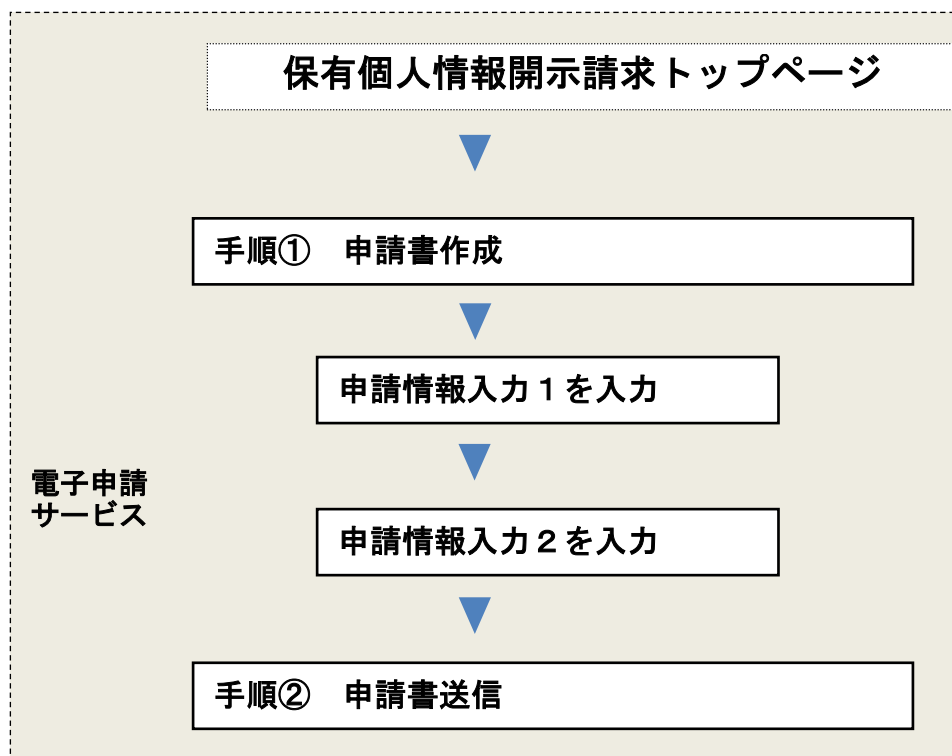 保有個人情報開示請求トップページ
手順①　申請書作成
申請情報入力１を入力
電子申請
サービス
申請情報入力２を入力
手順②　申請書送信